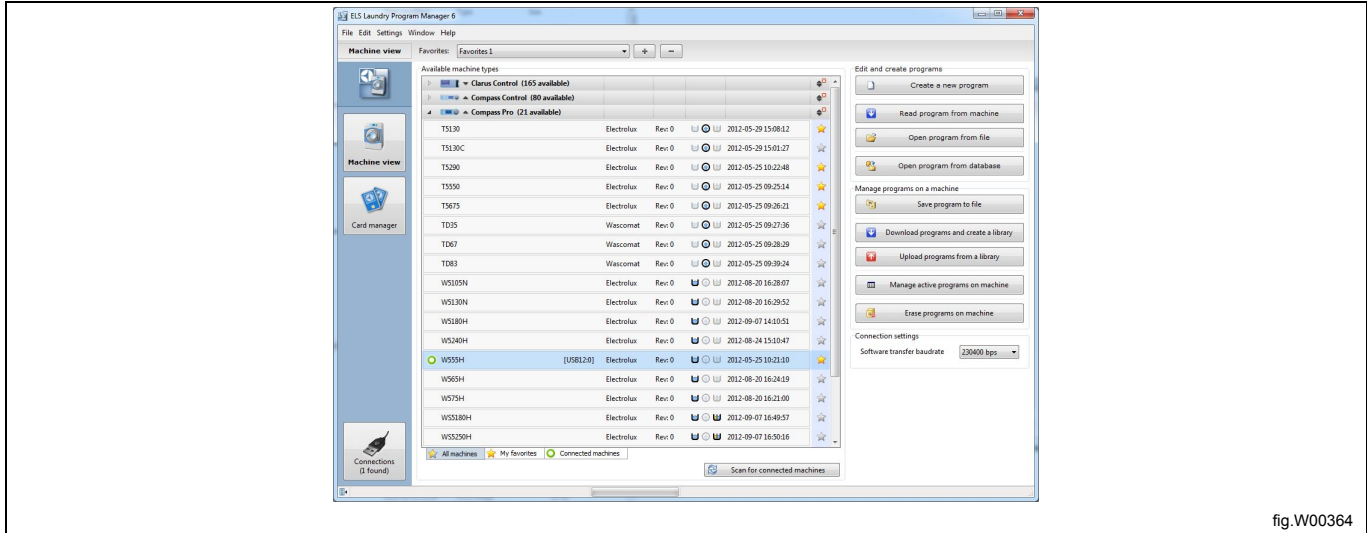 ELS Laundry Program Manager 6
File Edit Settings Window Help
Machine view Favorites: Favorites 1
Available machine types
Clarus Control (165 available)
Compass Control (80 available)
Compass Pro (21 available)
T5130 Electrolux Rev: 0 2012-05-29 15:08:12
T5130C Electrolux Rev: 0 2012-05-29 15:01:27
T5290 Electrolux Rev: 0 2012-05-25 10:22:48
T5550 Electrolux Rev: 0 2012-05-25 09:25:14
T5675 Electrolux Rev: 0 2012-05-25 09:26:21
TD35 Wascomat Rev: 0 2012-05-25 09:27:36
TD67 Wascomat Rev: 0 2012-05-25 09:28:29
TD83 Wascomat Rev: 0 2012-05-25 09:39:24
W5105N Electrolux Rev: 0 2012-08-20 16:28:07
W5130N Electrolux Rev: 0 2012-08-20 16:29:52
W5180H Electrolux Rev: 0 2012-09-07 14:10:51
W5240H Electrolux Rev: 0 2012-08-24 15:10:47
W555H [USB12:0] Electrolux Rev: 0 2012-05-25 10:21:10
W565H Electrolux Rev: 0 2012-08-20 16:24:19
W575H Electrolux Rev: 0 2012-08-20 16:21:00
WS5180H Electrolux Rev: 0 2012-09-07 16:49:57
WS5250H Electrolux Rev: 0 2012-09-07 16:50:16
All machines My favorites Connected machines
Scan for connected machines
Machine view
Card manager
Connections
(1 found)
Edit and create programs
Create a new program
Read program from machine
Open program from file
Open program from database
Manage programs on a machine
Save program to file
Download programs and create a library
Upload programs from a library
Manage active programs on machine
Erase programs on machine
Connection settings
Software transfer baudrate 230400 bps
fig.W00364